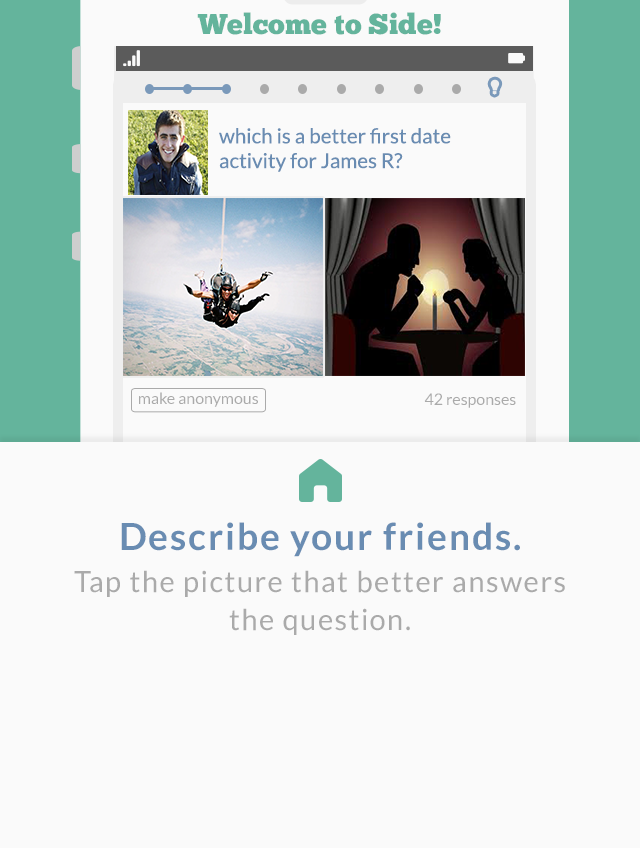 Welcome to Side!
which is a better first date
activity for James R?
make anonymous
42 responses
Describe your friends.
Tap the picture that better answers
the question.